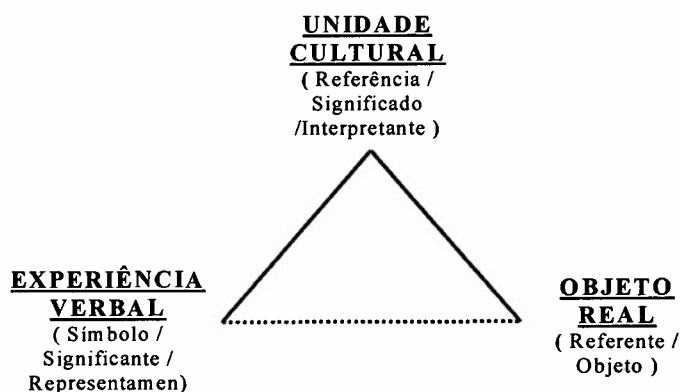 UNIDADE
CULTURAL
( Referência /
Significado
/Interpretante )
EXPERIÊNCIA
VERBAL
( Símbolo /
Significante /
Representamen)
OBJETO
REAL
( Referente /
Objeto )